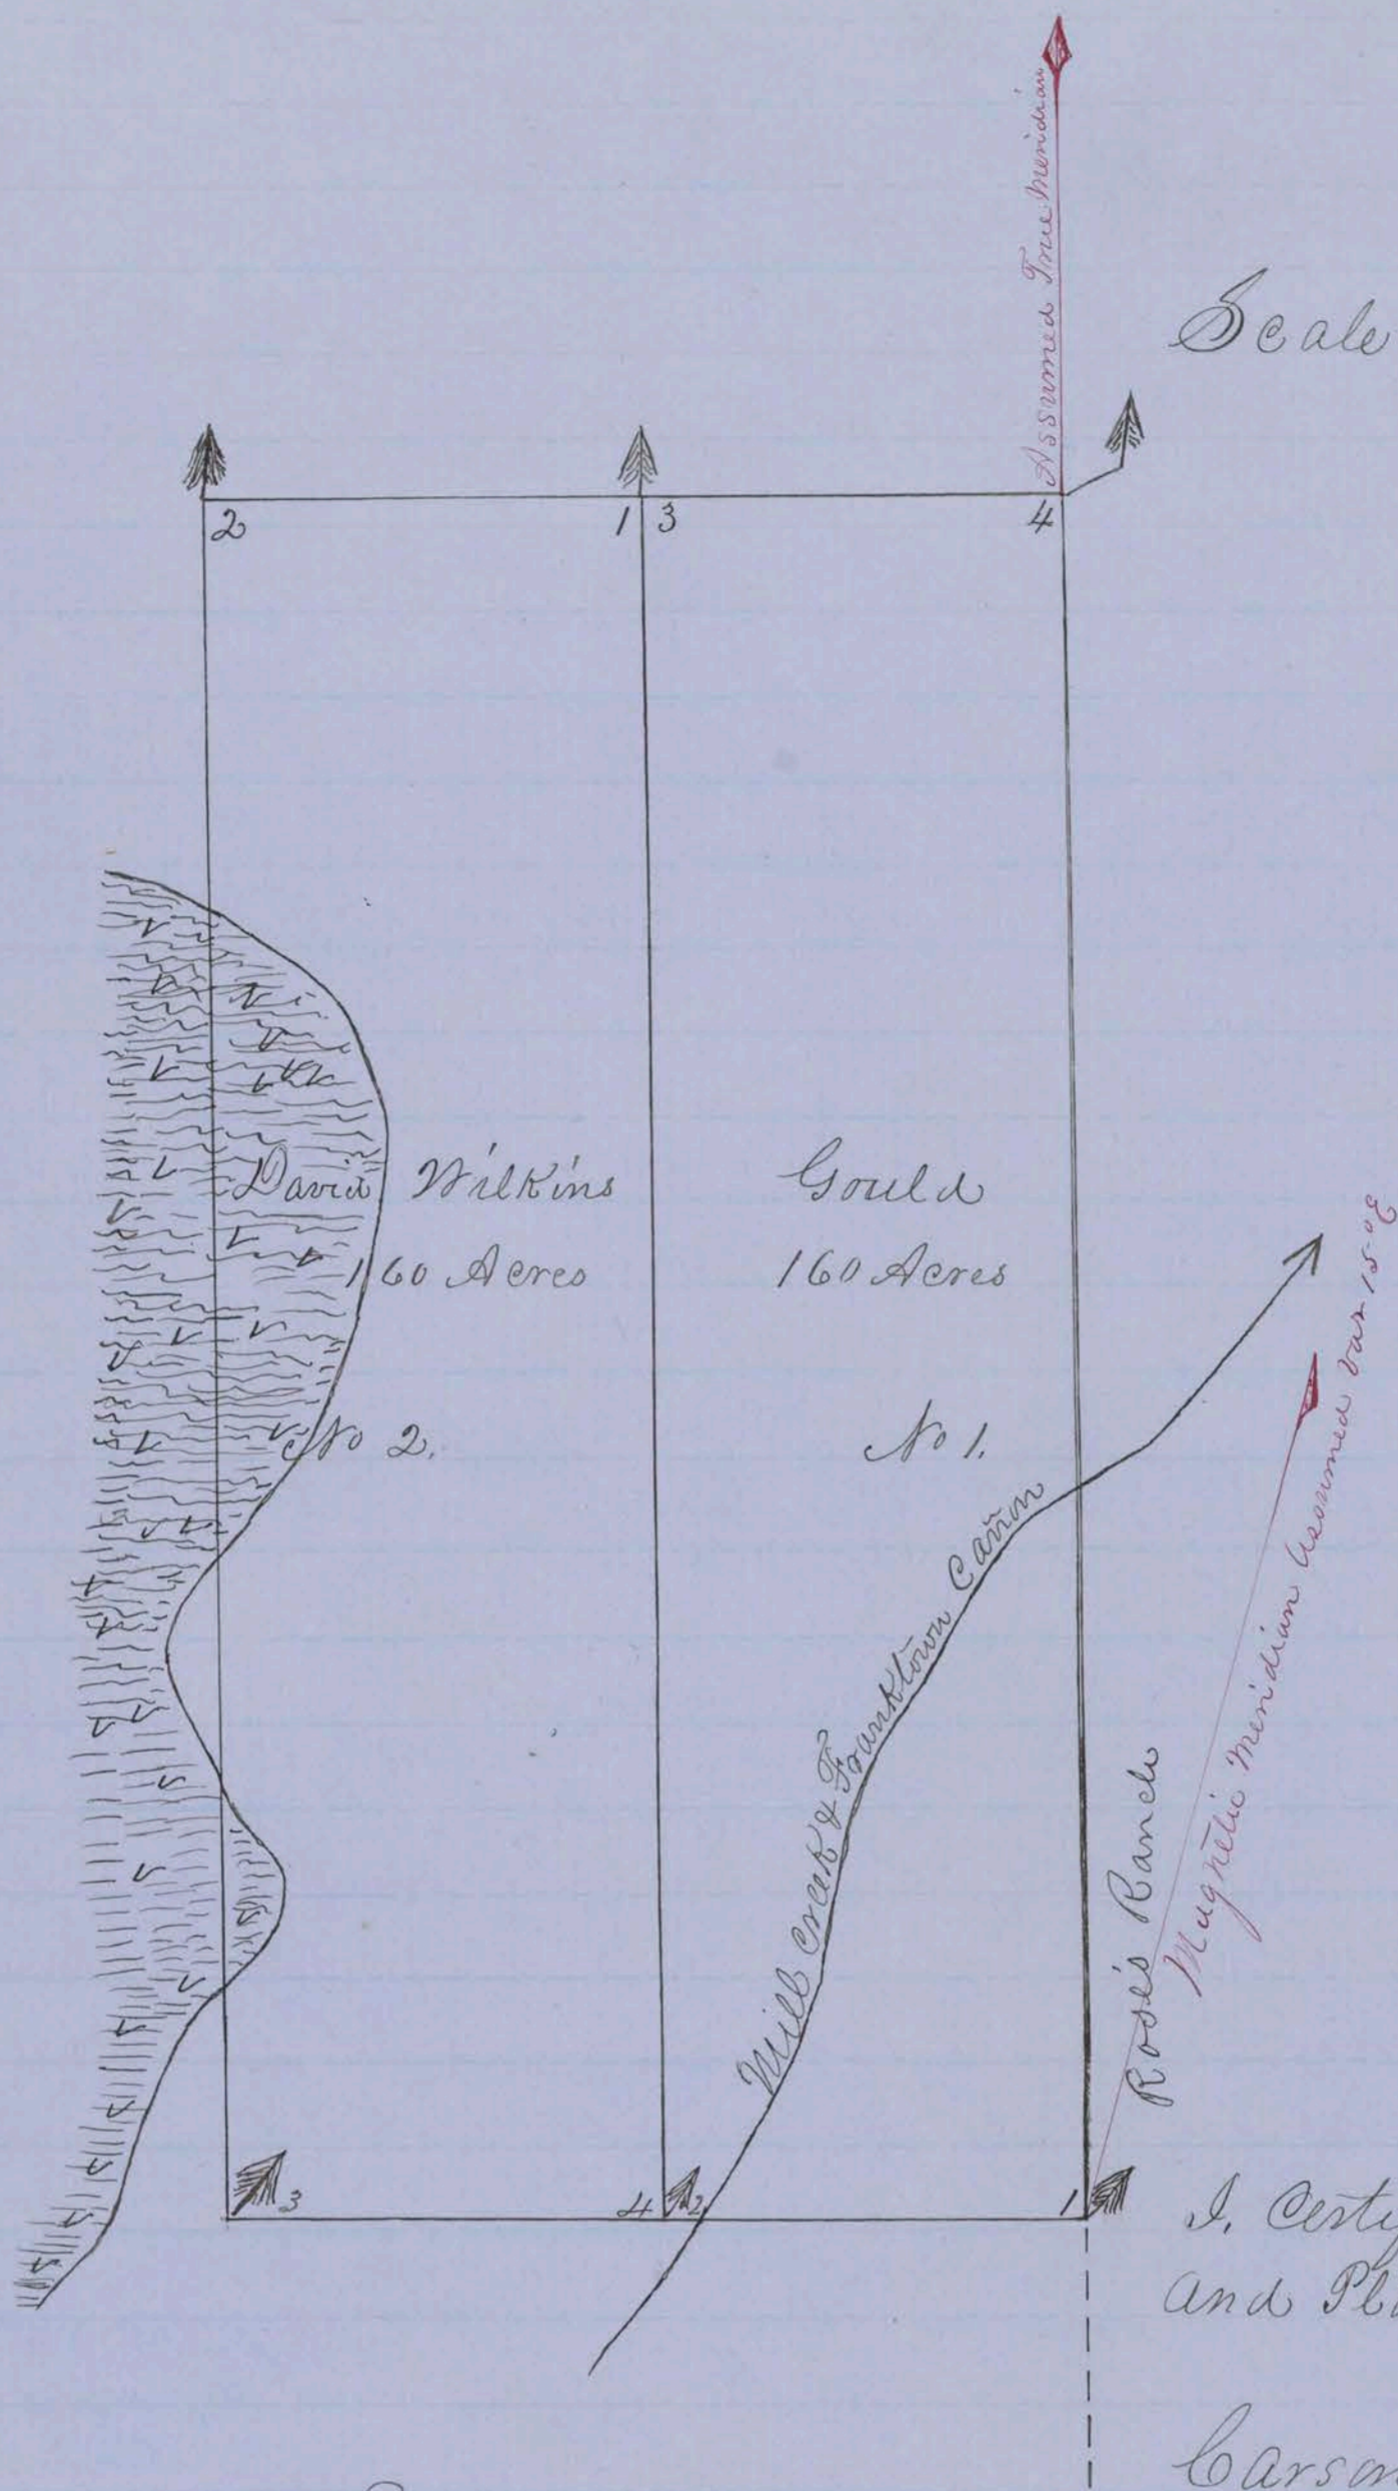 Assumed True Meridian
Scale
2
1
3
4
David Wilkins
160 Acres
No 2.
Gould
160 Acres
No 1.
Mill Creek & Franktown Cañon
Rose's Ranch
Magnetic Meridian Assumed Var 15° E
3
4
2
1
I. Certy
and Pl
Carson